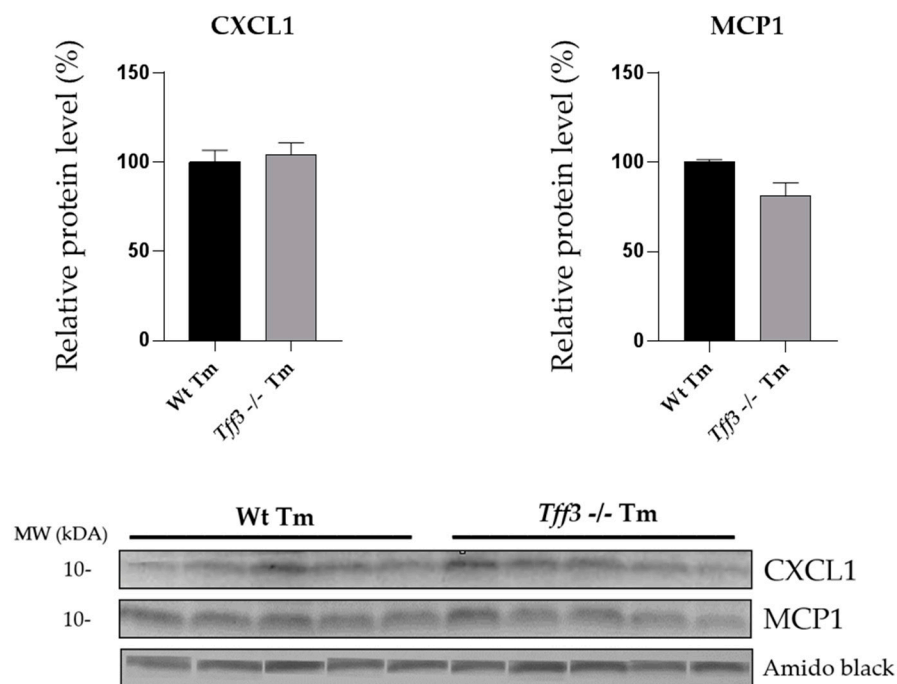 CXCL1
Relative protein level (%)
150
100
50
0
Wt Tm
Tff3 -/- Tm
MCP1
Relative protein level (%)
150
100
50
0
Wt Tm
Tff3 -/- Tm
MW (kDA)
Wt Tm
Tff3 -/- Tm
10-
CXCL1
10-
MCP1
Amido black